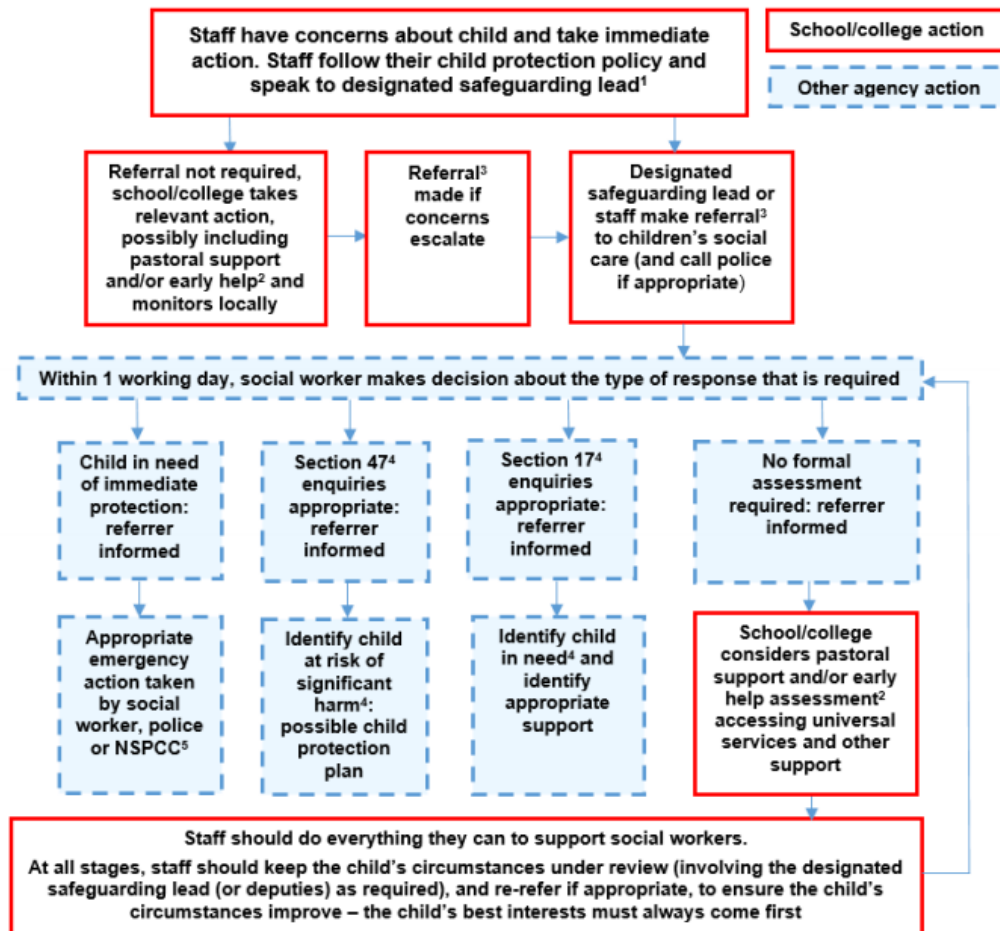 Staff have concerns about child and take immediate
action. Staff follow their child protection policy and
speak to designated safeguarding lead¹
School/college action
Other agency action
Referral not required,
school/college takes
relevant action,
possibly including
pastoral support
and/or early help² and
monitors locally
Referral³
made if
concerns
escalate
Designated
safeguarding lead or
staff make referral³
to children's social
care (and call police
if appropriate)
Within 1 working day, social worker makes decision about the type of response that is required
Child in need
of immediate
protection:
referrer
informed
Section 47⁴
enquiries
appropriate:
referrer
informed
Section 17⁴
enquiries
appropriate:
referrer
informed
No formal
assessment
required: referrer
informed
Appropriate
emergency
action taken
by social
worker, police
or NSPCC⁵
Identify child
at risk of
significant
harm⁴:
possible child
protection
plan
Identify child
in need⁴ and
identify
appropriate
support
School/college
considers pastoral
support and/or early
help assessment²
accessing universal
services and other
support
Staff should do everything they can to support social workers.
At all stages, staff should keep the child's circumstances under review (involving the designated
safeguarding lead (or deputies) as required), and re-refer if appropriate, to ensure the child's
circumstances improve – the child's best interests must always come first